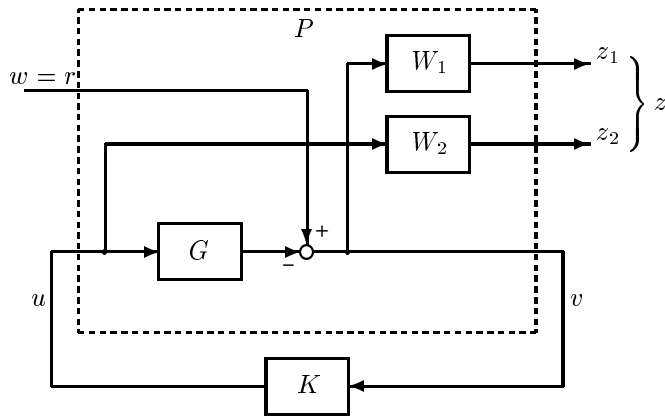 P
w = r
W₁
z₁
z
W₂
z₂
+
G
−
u
v
K